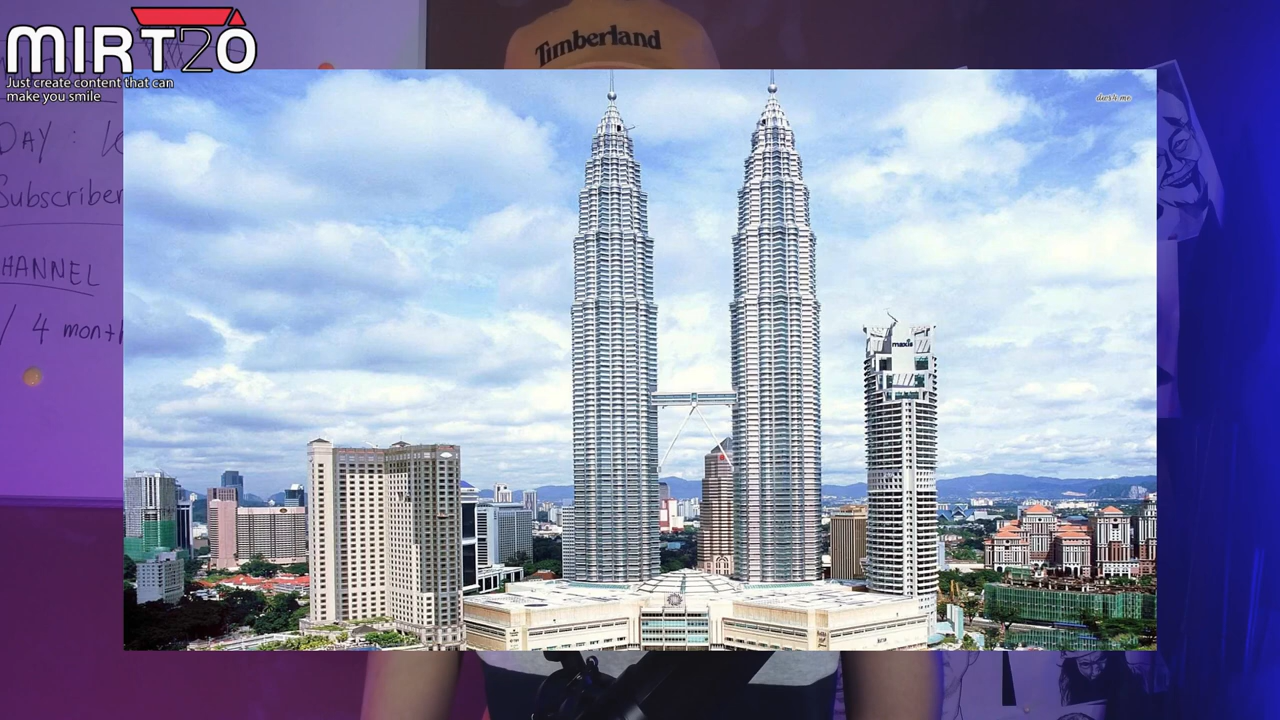 MIRT20
Just create content that can
make you smile
Timberland
DAY :
Subscriber
HANNEL
/ 4 month
maxis